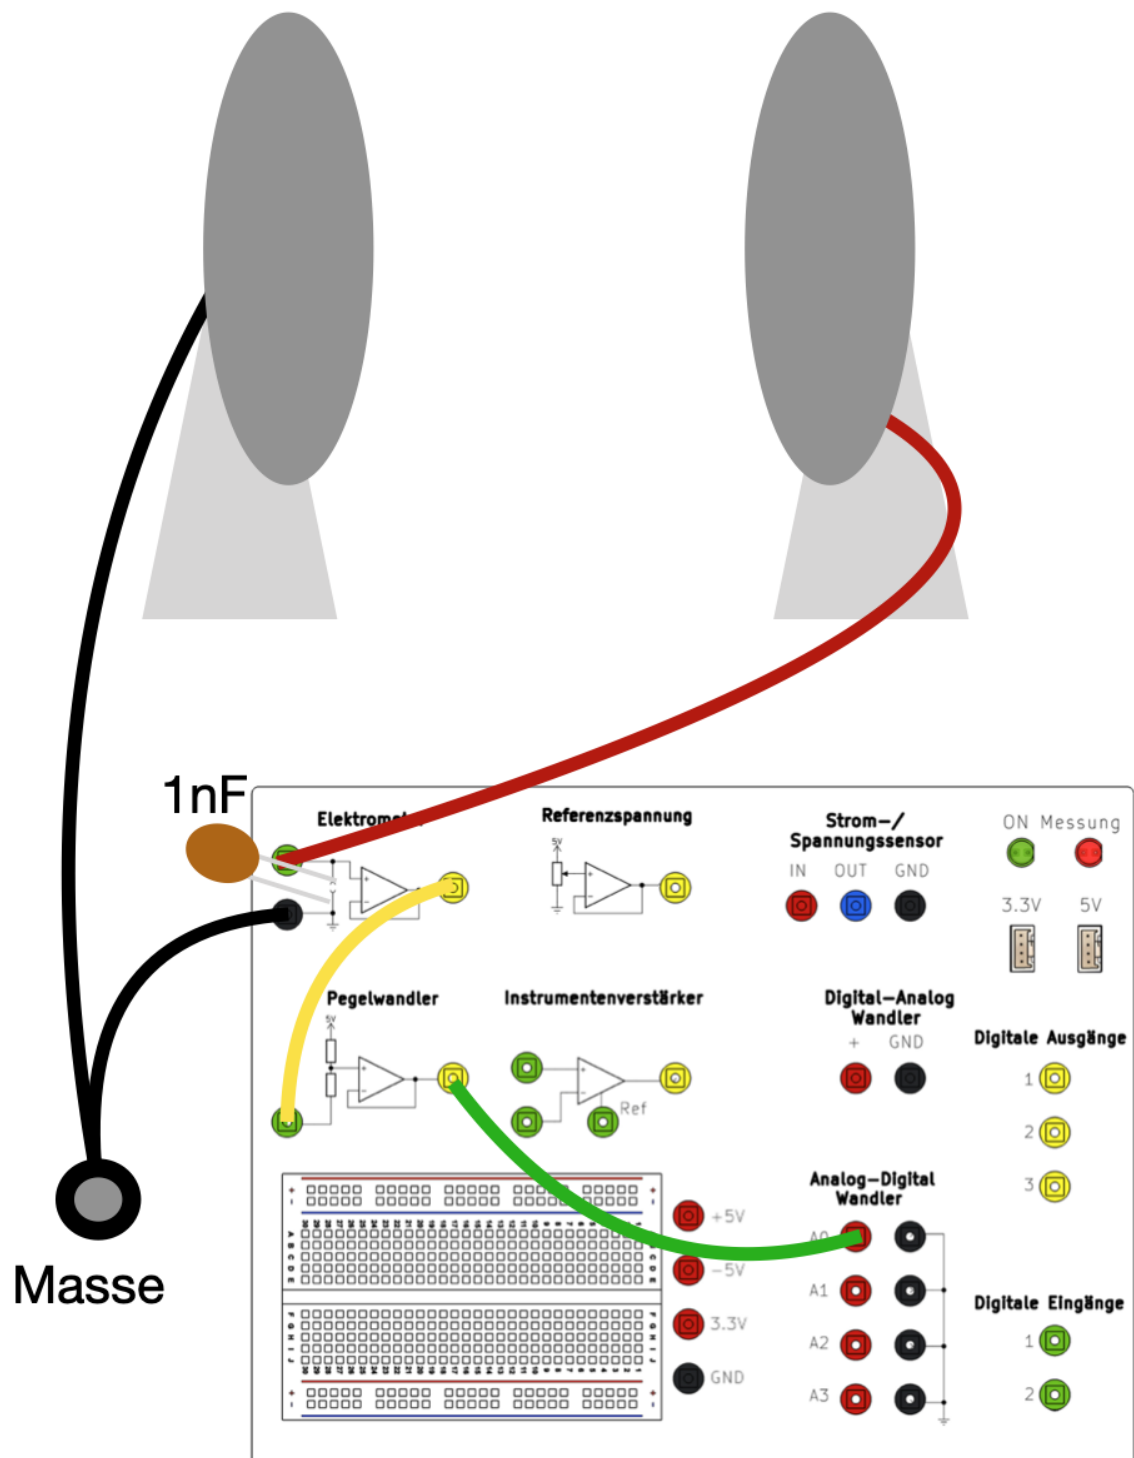 1nF
Elektromet
Referenzspannung
5V
Strom-/
Spannungssensor
IN OUT GND
ON Messung
3.3V 5V
Pegelwandler
5V
Instrumentenverstärker
Ref
Digital-Analog
Wandler
+ GND
Digitale Ausgänge
1
2
3
Masse
Analog-Digital
Wandler
+5V
-5V
3.3V
GND
A0
A1
A2
A3
Digitale Eingänge
1
2
A
B
C
D
E
F
G
H
I
J